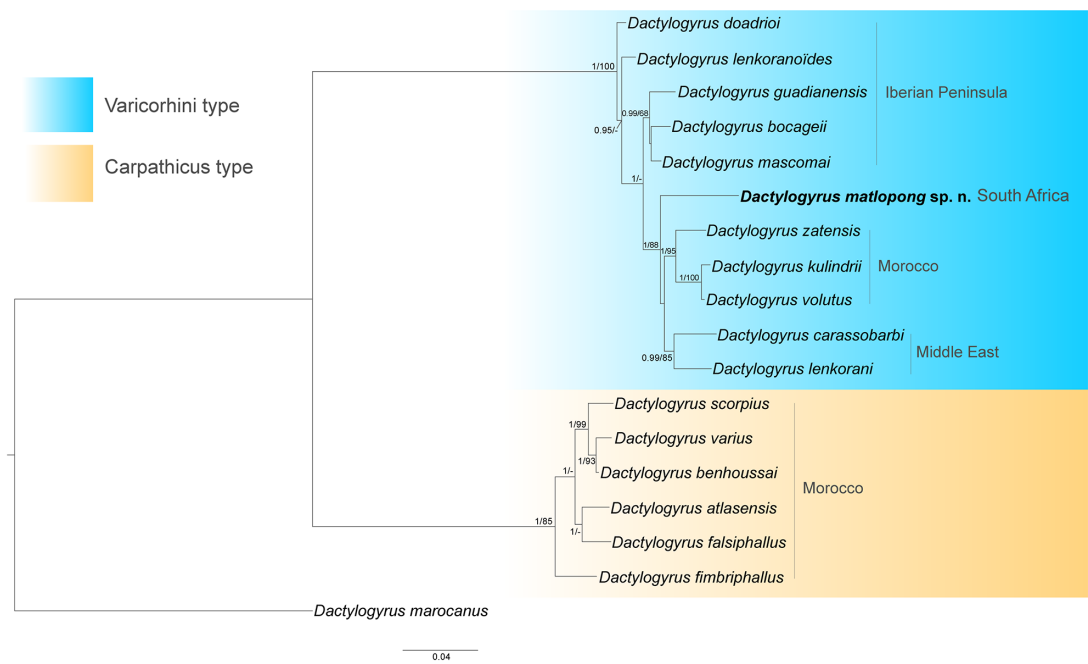 Dactylogyrus doadrioi
1/100
Dactylogyrus lenkoranoïdes
Varicorhini type
Dactylogyrus guadianensis
Iberian Peninsula
0.99/68
0.95/-
Dactylogyrus bocageii
Carpathicus type
Dactylogyrus mascomai
1/-
Dactylogyrus matlopong sp. n. South Africa
Dactylogyrus zatensis
1/88
1/95
Dactylogyrus kulindrii
Morocco
1/100
Dactylogyrus volutus
Dactylogyrus carassobarbi
Middle East
0.99/85
Dactylogyrus lenkorani
Dactylogyrus scorpius
1/99
Dactylogyrus varius
1/93
1/-
Dactylogyrus benhoussai
Morocco
Dactylogyrus atlasensis
1/85
1/-
Dactylogyrus falsiphallus
Dactylogyrus fimbriphallus
Dactylogyrus marocanus
0.04